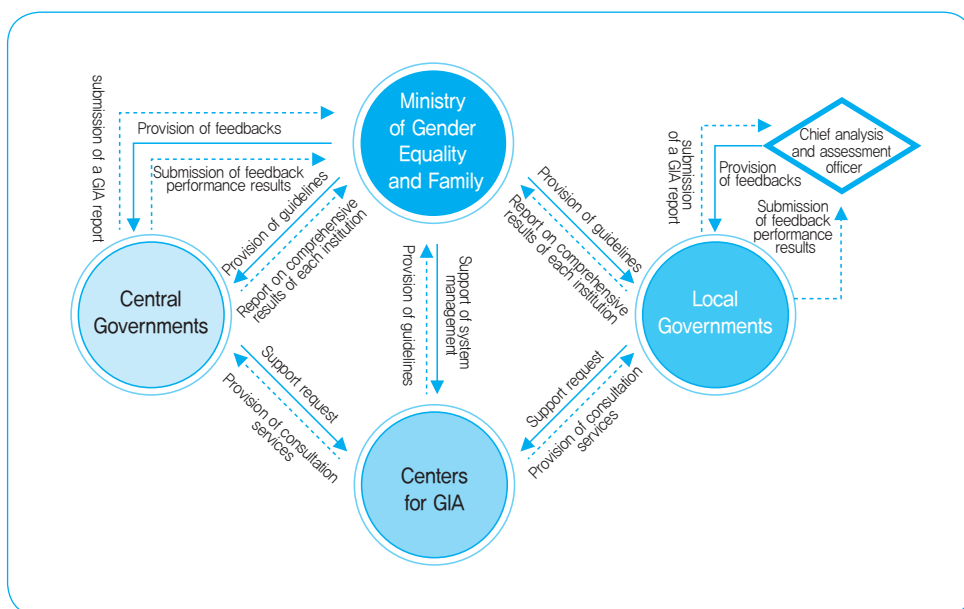 Ministry
of Gender
Equality
and Family
submission of a GIA report
Provision of feedbacks
Submission of feedback
performance results
Provision of guidelines
Report on comprehensive
results of each institution
Central
Governments
Provision of guidelines
Report on comprehensive
results of each institution
submission
of a GIA report
Chief analysis
and assessment
officer
Provision
of feedbacks
Submission
of feedback
performance
results
Local
Governments
Support of system
management
Provision of guidelines
Support request
Provision of consultation
services
Support request
Provision of consultation
services
Centers
for GIA